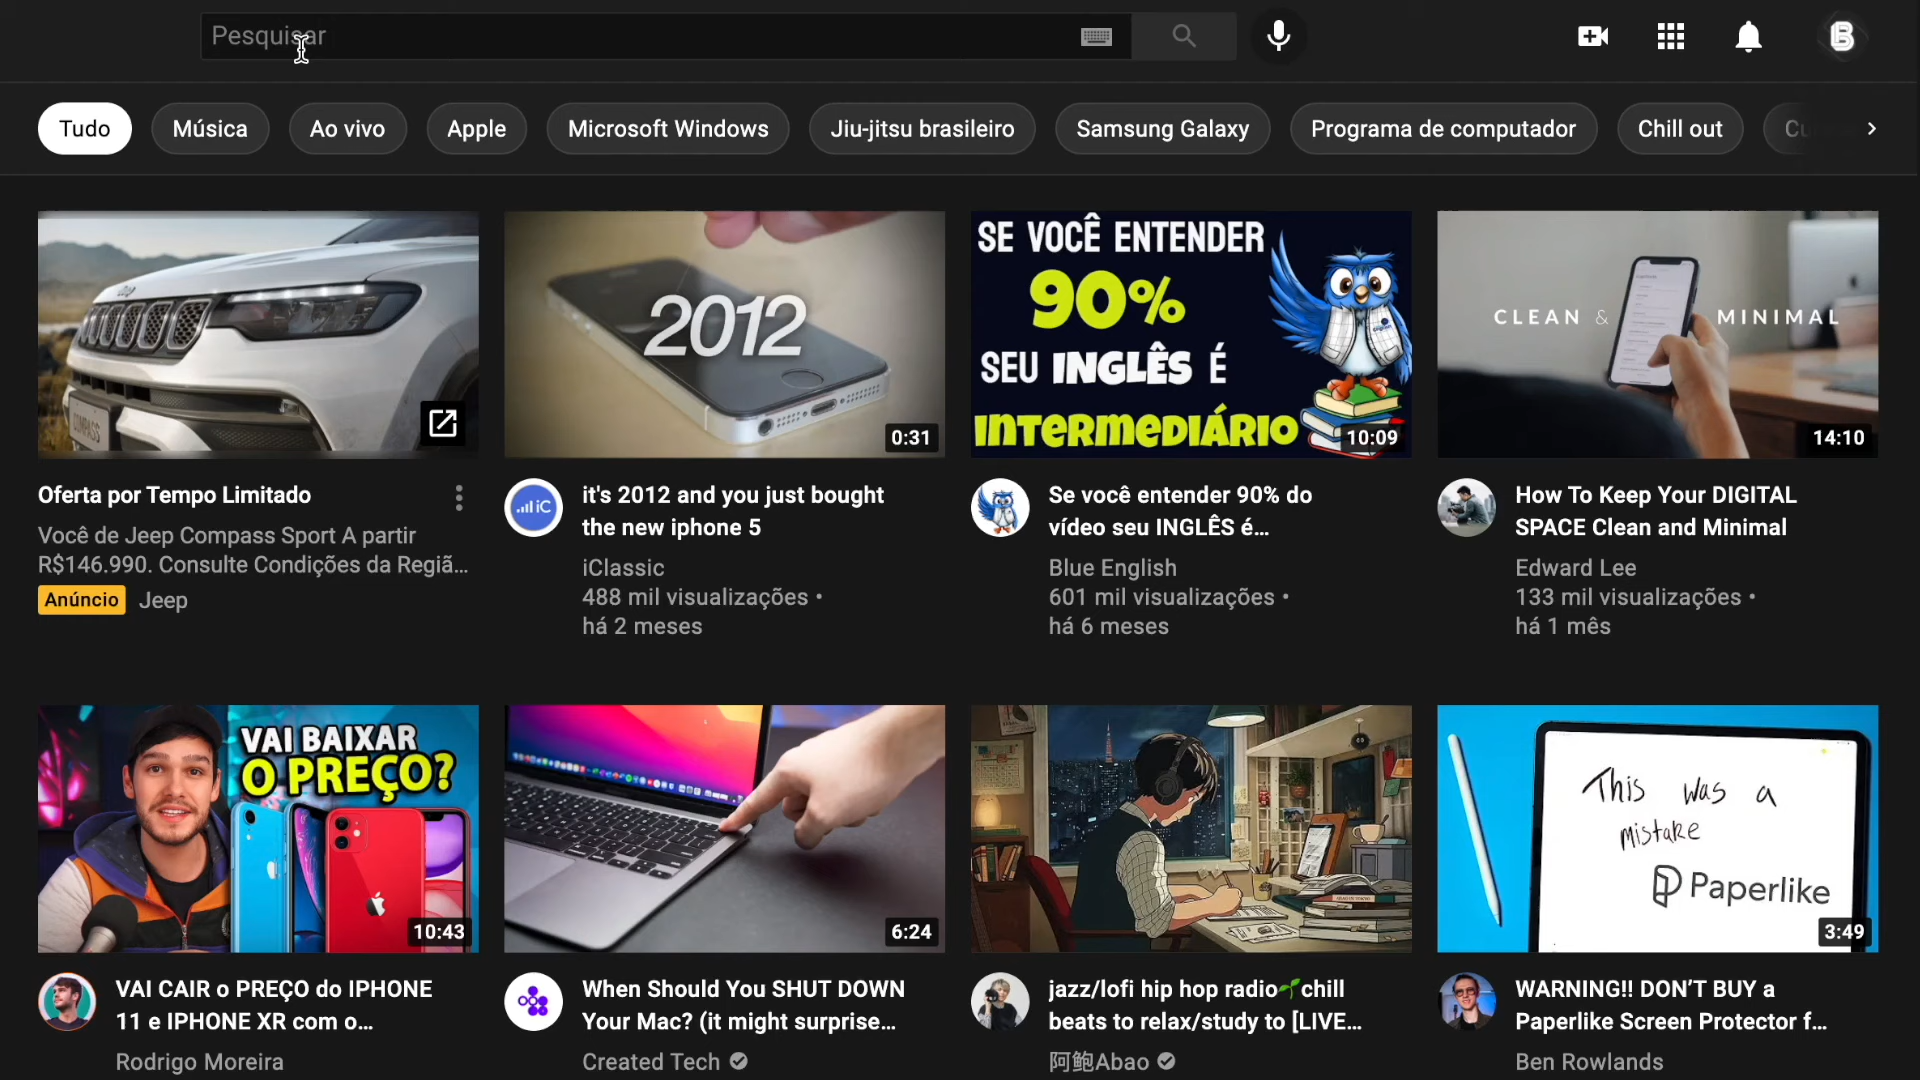 Pesquisar
B
Tudo
Música
Ao vivo
Apple
Microsoft Windows
Jiu-jitsu brasileiro
Samsung Galaxy
Programa de computador
Chill out
Jeep
COMPASS
2012
0:31
SE VOCÊ ENTENDER
90%
SEU INGLÊS É
INTERMEDIÁRIO
10:09
CLEAN & MINIMAL
14:10
Oferta por Tempo Limitado
Você de Jeep Compass Sport A partir
R$146.990. Consulte Condições da Regiã...
Anúncio Jeep
iC
it's 2012 and you just bought
the new iphone 5
iClassic
488 mil visualizações •
há 2 meses
Se você entender 90% do
vídeo seu INGLÊS é...
Blue English
601 mil visualizações •
há 6 meses
How To Keep Your DIGITAL
SPACE Clean and Minimal
Edward Lee
133 mil visualizações •
há 1 mês
VAI BAIXAR
O PREÇO?
10:43
6:24
This was a
mistake
Paperlike
3:49
VAI CAIR o PREÇO do IPHONE
11 e IPHONE XR com o...
Rodrigo Moreira
When Should You SHUT DOWN
Your Mac? (it might surprise...
Created Tech
jazz/lofi hip hop radio🌱chill
beats to relax/study to [LIVE...
阿鲍Abao
WARNING!! DON'T BUY a
Paperlike Screen Protector f...
Ben Rowlands